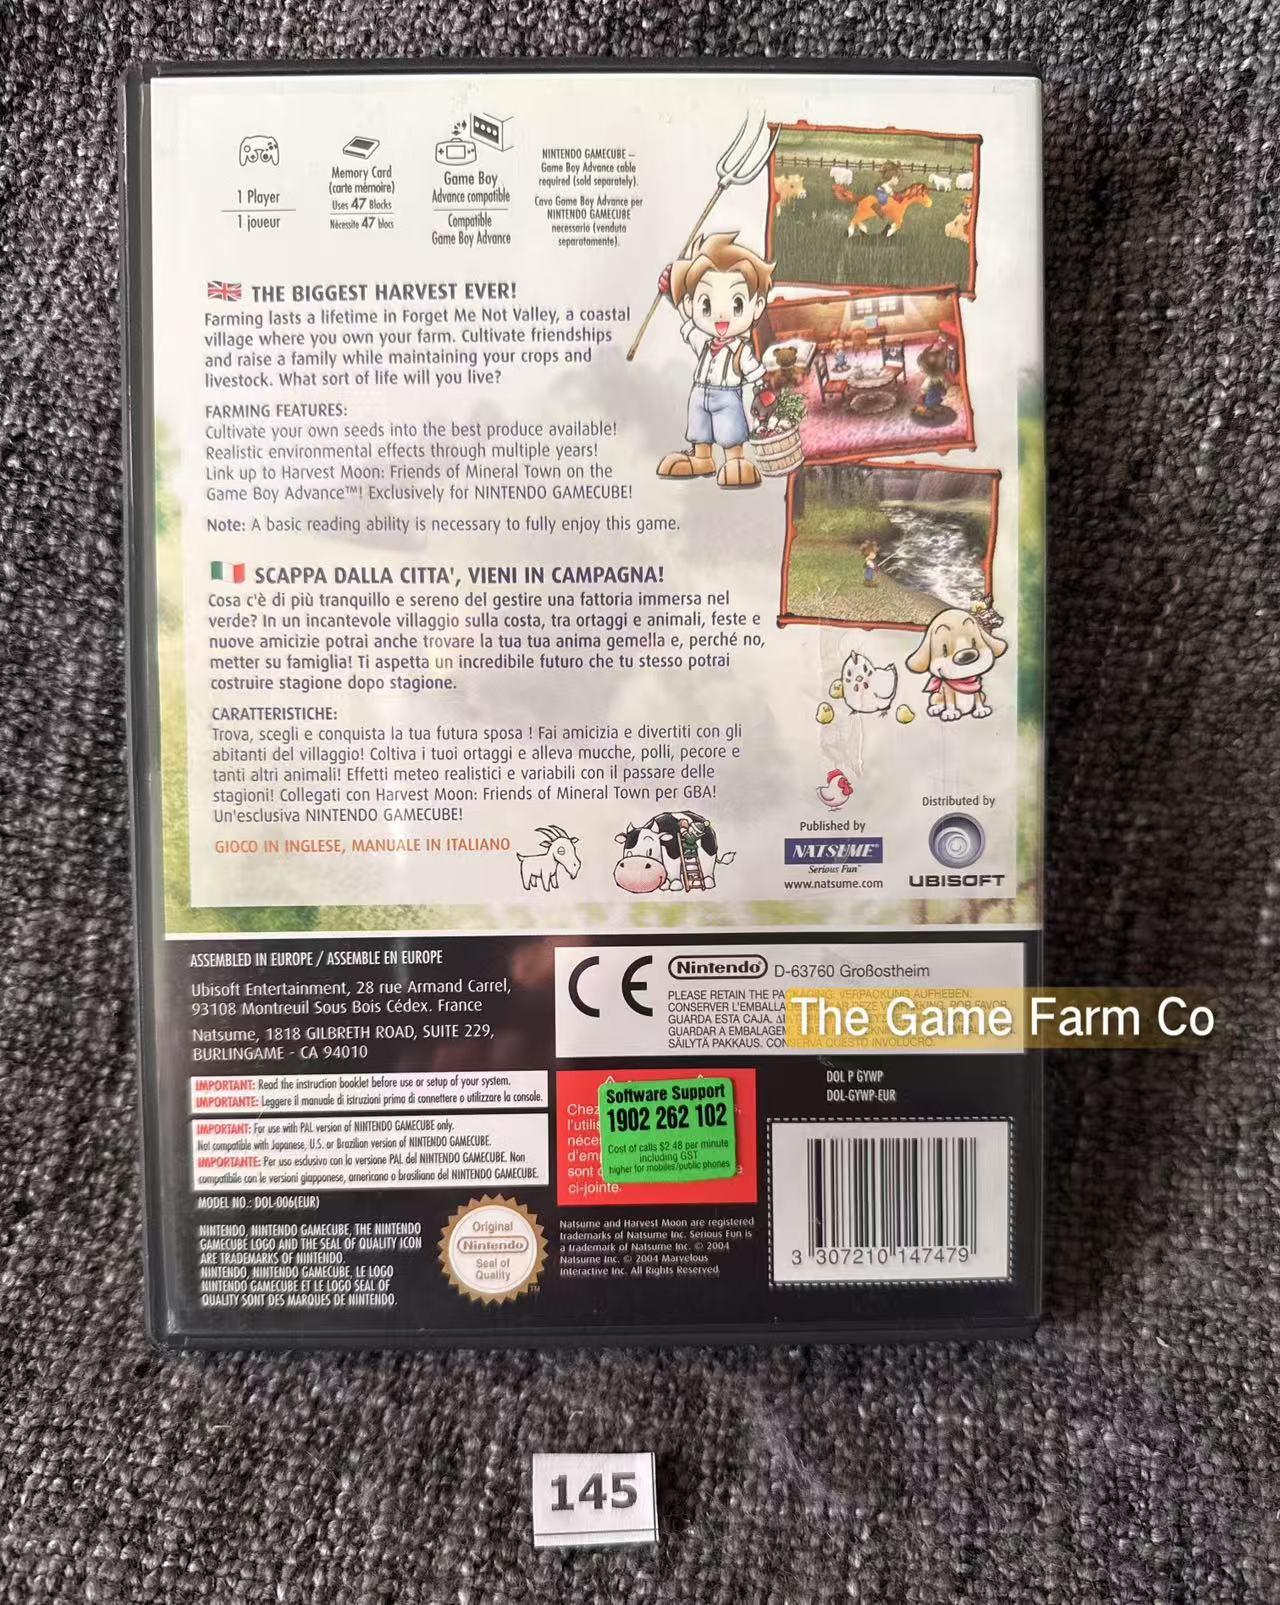 1 Player
1 joueur
Memory Card
(carte mémoire)
Uses 47 Blocks
Nécessite 47 blocs
Game Boy
Advance compatible
Compatible
Game Boy Advance
NINTENDO GAMECUBE –
Game Boy Advance cable
required (sold separately).
Cavo Game Boy Advance per
NINTENDO GAMECUBE
necessario (venduto
separatamente).
THE BIGGEST HARVEST EVER!
Farming lasts a lifetime in Forget Me Not Valley, a coastal
village where you own your farm. Cultivate friendships
and raise a family while maintaining your crops and
livestock. What sort of life will you live?
FARMING FEATURES:
Cultivate your own seeds into the best produce available!
Realistic environmental effects through multiple years!
Link up to Harvest Moon: Friends of Mineral Town on the
Game Boy Advance™! Exclusively for NINTENDO GAMECUBE!
Note: A basic reading ability is necessary to fully enjoy this game.
SCAPPA DALLA CITTA', VIENI IN CAMPAGNA!
Cosa c'è di più tranquillo e sereno del gestire una fattoria immersa nel
verde? In un incantevole villaggio sulla costa, tra ortaggi e animali, feste e
nuove amicizie potrai anche trovare la tua tua anima gemella e, perché no,
metter su famiglia! Ti aspetta un incredibile futuro che tu stesso potrai
costruire stagione dopo stagione.
CARATTERISTICHE:
Trova, scegli e conquista la tua futura sposa ! Fai amicizia e divertiti con gli
abitanti del villaggio! Coltiva i tuoi ortaggi e alleva mucche, polli, pecore e
tanti altri animali! Effetti meteo realistici e variabili con il passare delle
stagioni! Collegati con Harvest Moon: Friends of Mineral Town per GBA!
Un'esclusiva NINTENDO GAMECUBE!
GIOCO IN INGLESE, MANUALE IN ITALIANO
Published by
NATSUME
Serious Fun™
www.natsume.com
Distributed by
UBISOFT
ASSEMBLED IN EUROPE / ASSEMBLE EN EUROPE
Ubisoft Entertainment, 28 rue Armand Carrel,
93108 Montreuil Sous Bois Cédex. France
Natsume, 1818 GILBRETH ROAD, SUITE 229,
BURLINGAME - CA 94010
CE
Nintendo® D-63760 Großostheim
PLEASE RETAIN THE PACKAGING. VERPACKUNG AUFHEBEN.
CONSERVER L'EMBALLA
GUARDA ESTA CAJA.
GUARDAR A EMBALAGEM
SÄILYTÄ PAKKAUS. CONSERVA QUESTO INVOLUCRO.
The Game Farm Co
IMPORTANT: Read the instruction booklet before use or setup of your system.
IMPORTANTE: Leggere il manuale di istruzioni prima di connettere o utilizzare la console.
IMPORTANT: For use with PAL version of NINTENDO GAMECUBE only.
Not compatible with Japanese, U.S. or Brazilian version of NINTENDO GAMECUBE.
IMPORTANTE: Per uso esclusivo con la versione PAL del NINTENDO GAMECUBE. Non
compatibile con le versioni giapponese, americana o brasiliana del NINTENDO GAMECUBE.
MODEL NO.: DOL-006(EUR)
NINTENDO, NINTENDO GAMECUBE, THE NINTENDO
GAMECUBE LOGO AND THE SEAL OF QUALITY ICON
ARE TRADEMARKS OF NINTENDO.
NINTENDO, NINTENDO GAMECUBE, LE LOGO
NINTENDO GAMECUBE ET LE LOGO SEAL OF
QUALITY SONT DES MARQUES DE NINTENDO.
Original
Nintendo
Seal of
Quality
TM
Chez
l'utilis
néces
d'em
sont
ci-jointe.
Software Support
1902 262 102
Cost of calls $2.48 per minute
including GST
higher for mobiles/public phones
Natsume and Harvest Moon are registered
trademarks of Natsume Inc. Serious Fun is
a trademark of Natsume Inc. © 2004
Natsume Inc. © 2004 Marvelous
Interactive Inc. All Rights Reserved.
DOL P GYWP
DOL-GYWP-EUR
3 307210 147479
145